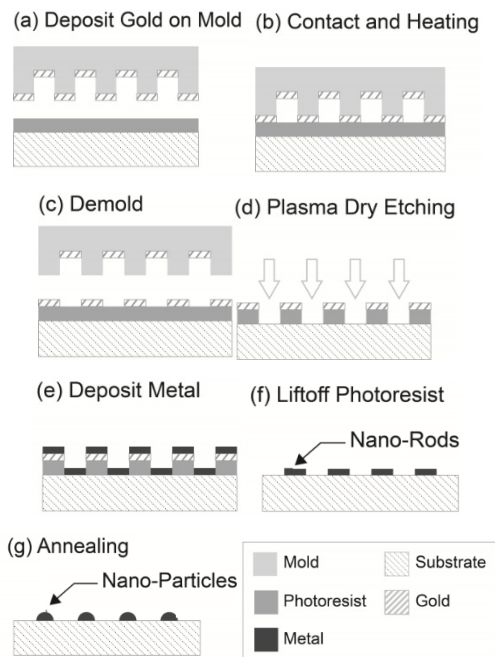 (a) Deposit Gold on Mold
(b) Contact and Heating
(c) Demold
(d) Plasma Dry Etching
(e) Deposit Metal
(f) Liftoff Photoresist
Nano-Rods
(g) Annealing
Nano-Particles
Mold
Substrate
Photoresist
Gold
Metal